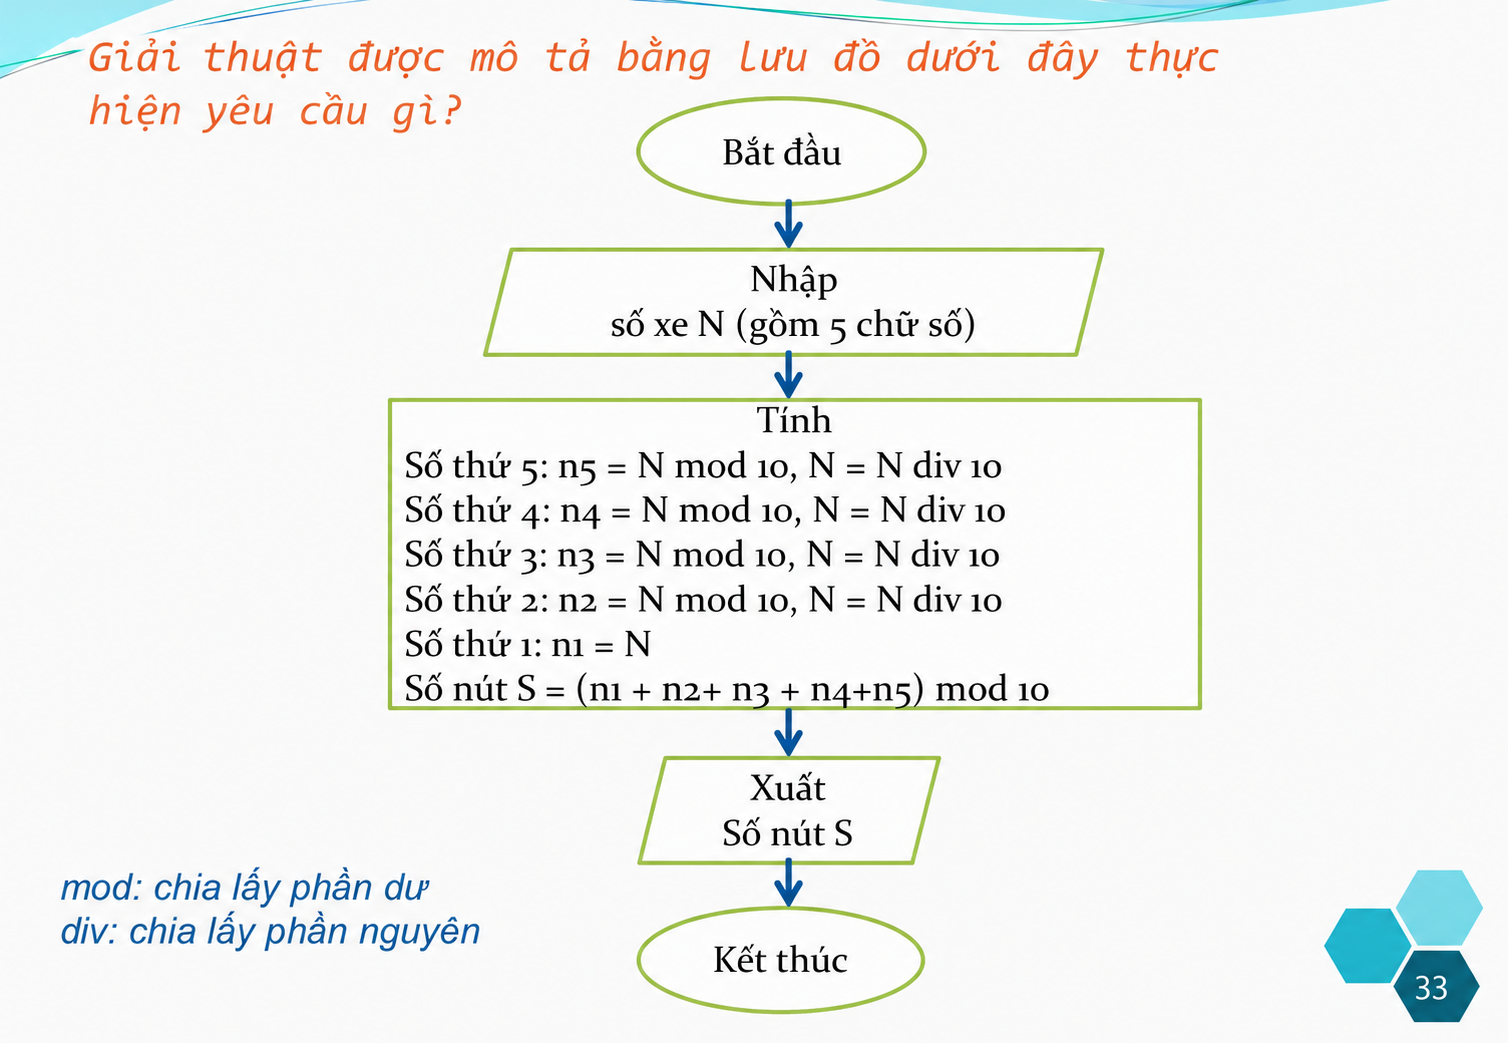 Giải thuật được mô tả bằng lưu đồ dưới đây thực
hiện yêu cầu gì?
Bắt đầu
Nhập
số xe N (gồm 5 chữ số)
Tính
Số thứ 5: n5 = N mod 10, N = N div 10
Số thứ 4: n4 = N mod 10, N = N div 10
Số thứ 3: n3 = N mod 10, N = N div 10
Số thứ 2: n2 = N mod 10, N = N div 10
Số thứ 1: n1 = N
Số nút S = (n1 + n2+ n3 + n4+n5) mod 10
Xuất
Số nút S
Kết thúc
mod: chia lấy phần dư
div: chia lấy phần nguyên
33